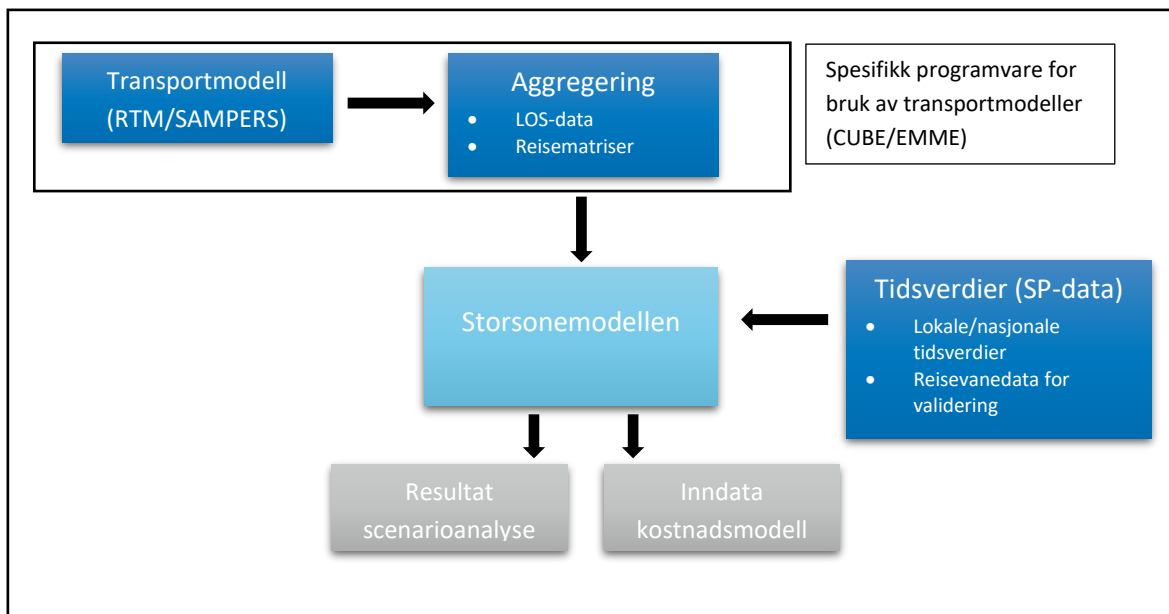 Transportmodell
(RTM/SAMPERS)
Aggregering
• LOS-data
• Reisematriser
Spesifikk programvare for
bruk av transportmodeller
(CUBE/EMME)
Storsonemodellen
Tidsverdier (SP-data)
• Lokale/nasjonale
tidsverdier
• Reisevanedata for
validering
Resultat
scenarioanalyse
Inndata
kostnadsmodell